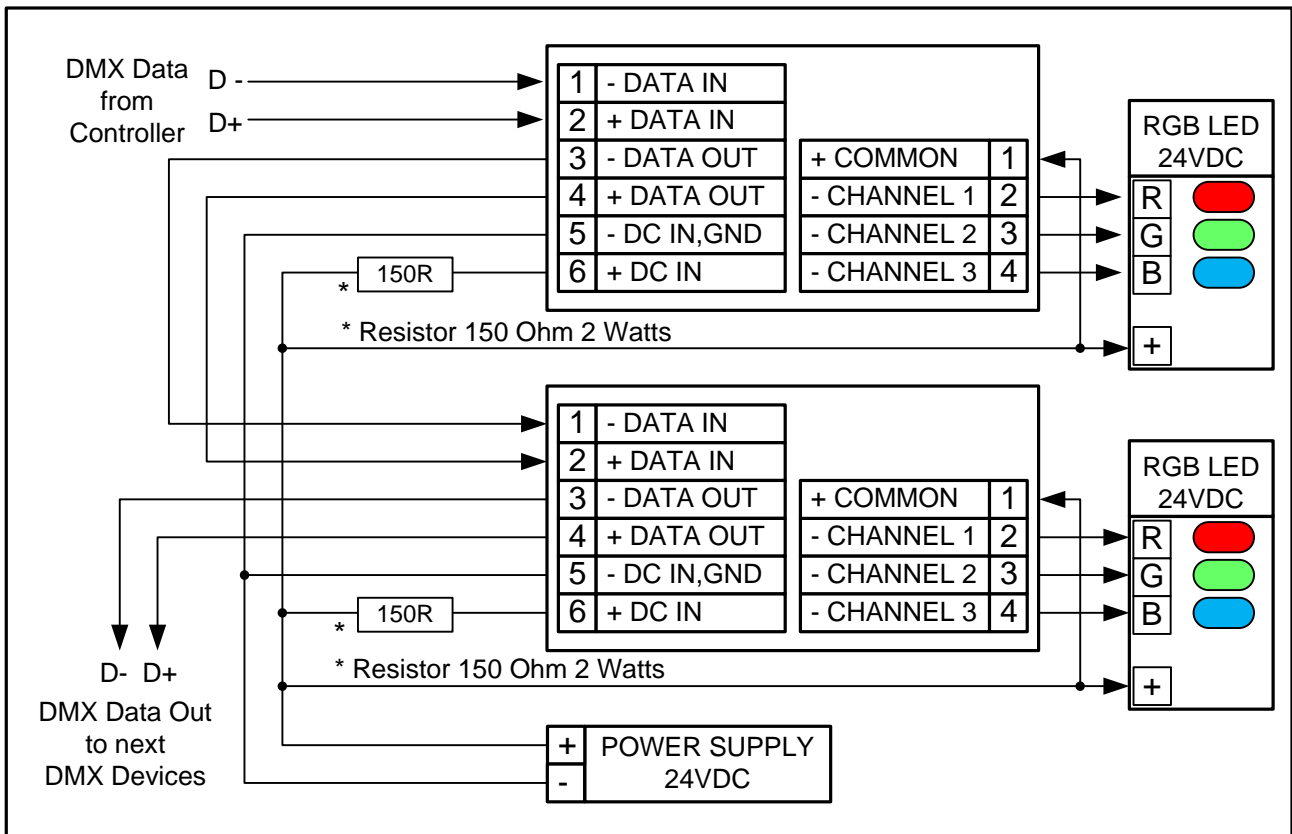 DMX Data
from
Controller
D -
D+
1 - DATA IN
2 + DATA IN
3 - DATA OUT
4 + DATA OUT
5 - DC IN,GND
6 + DC IN
+ COMMON 1
- CHANNEL 1 2
- CHANNEL 2 3
- CHANNEL 3 4
RGB LED
24VDC
R
G
B
+
150R
*
* Resistor 150 Ohm 2 Watts
1 - DATA IN
2 + DATA IN
3 - DATA OUT
4 + DATA OUT
5 - DC IN,GND
6 + DC IN
+ COMMON 1
- CHANNEL 1 2
- CHANNEL 2 3
- CHANNEL 3 4
RGB LED
24VDC
R
G
B
+
150R
*
* Resistor 150 Ohm 2 Watts
D- D+
DMX Data Out
to next
DMX Devices
+ POWER SUPPLY
- 24VDC